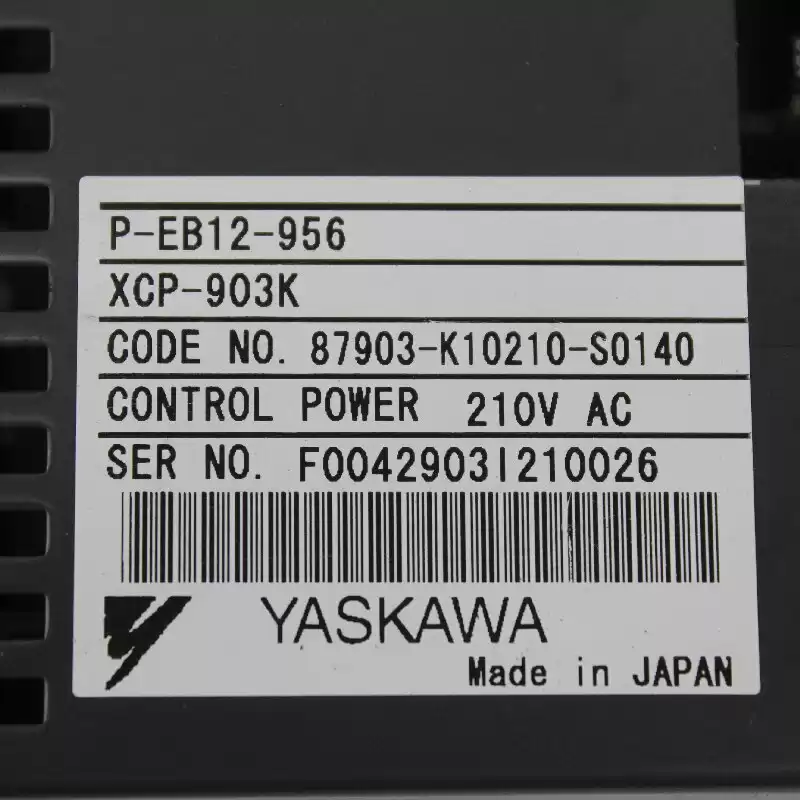 P-EB12-956
XCP-903K
CODE NO. 87903-K10210-S0140
CONTROL POWER 210V AC
SER NO. F0042903I210026
YASKAWA
Made in JAPAN